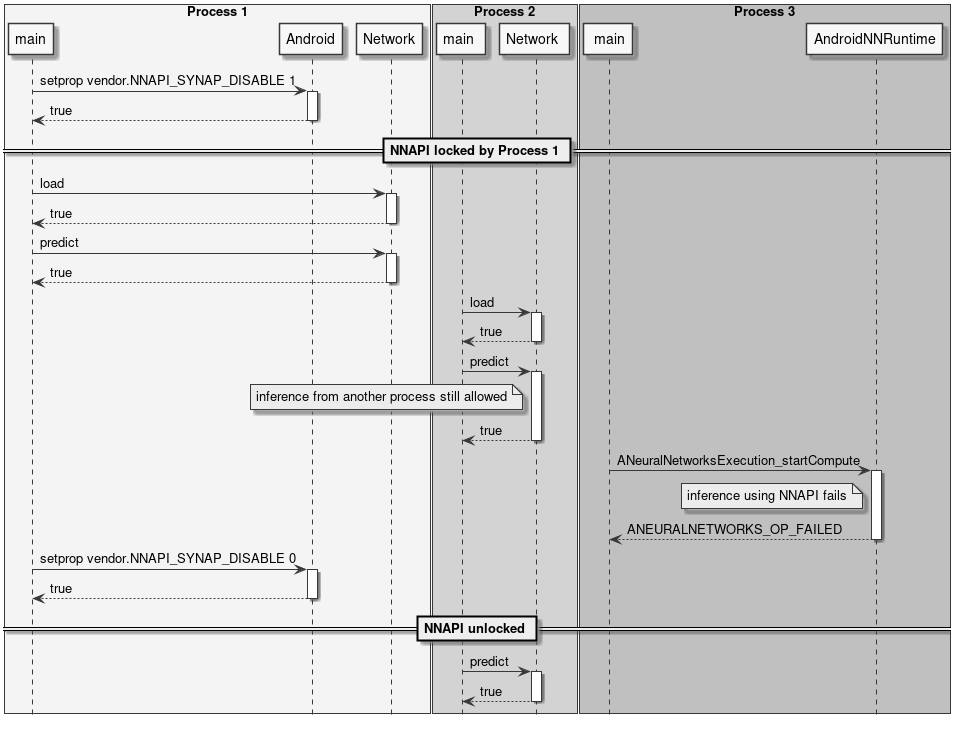 Process 1
Process 2
Process 3
main
Android
Network
main
Network
main
AndroidNNRuntime
setprop vendor.NNAPI_SYNAP_DISABLE 1
true
NNAPI locked by Process 1
load
true
predict
true
load
true
predict
inference from another process still allowed
true
ANeuralNetworksExecution_startCompute
inference using NNAPI fails
ANEURALNETWORKS_OP_FAILED
setprop vendor.NNAPI_SYNAP_DISABLE 0
true
NNAPI unlocked
predict
true